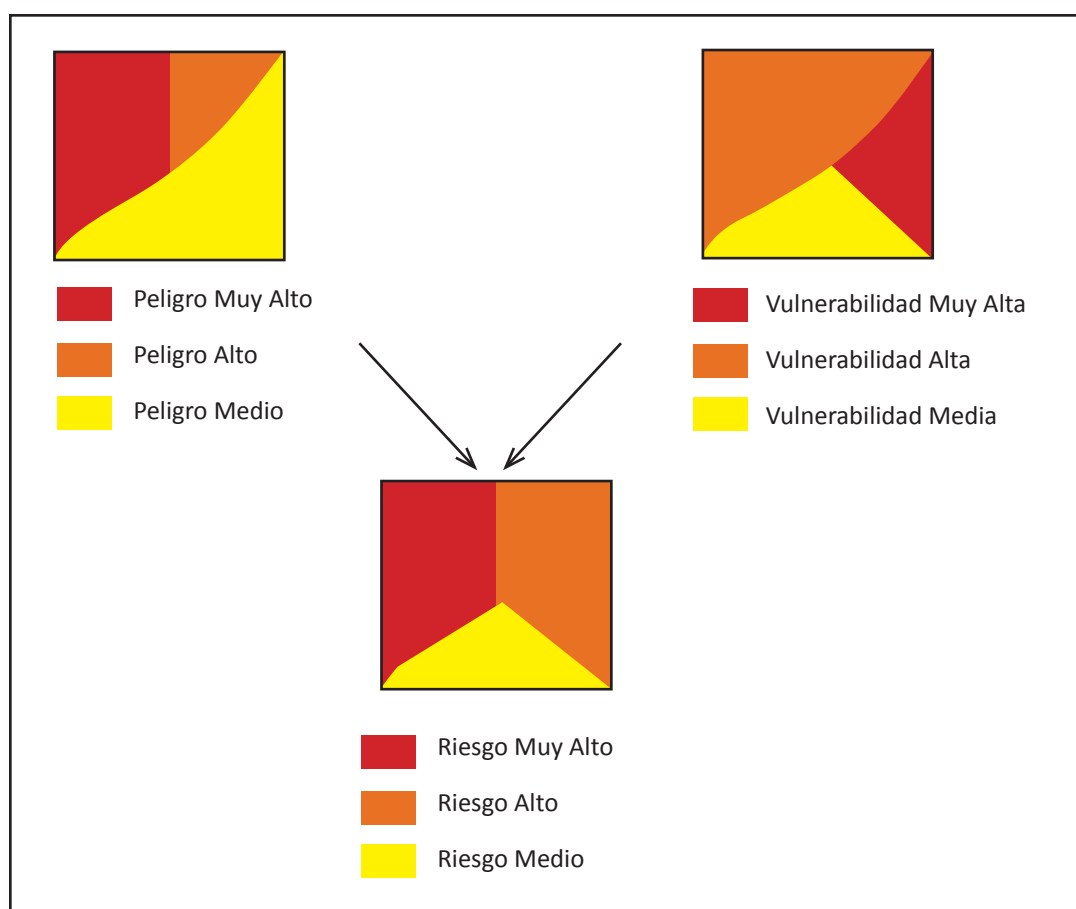 Peligro Muy Alto
Peligro Alto
Peligro Medio
Vulnerabilidad Muy Alta
Vulnerabilidad Alta
Vulnerabilidad Media
Riesgo Muy Alto
Riesgo Alto
Riesgo Medio